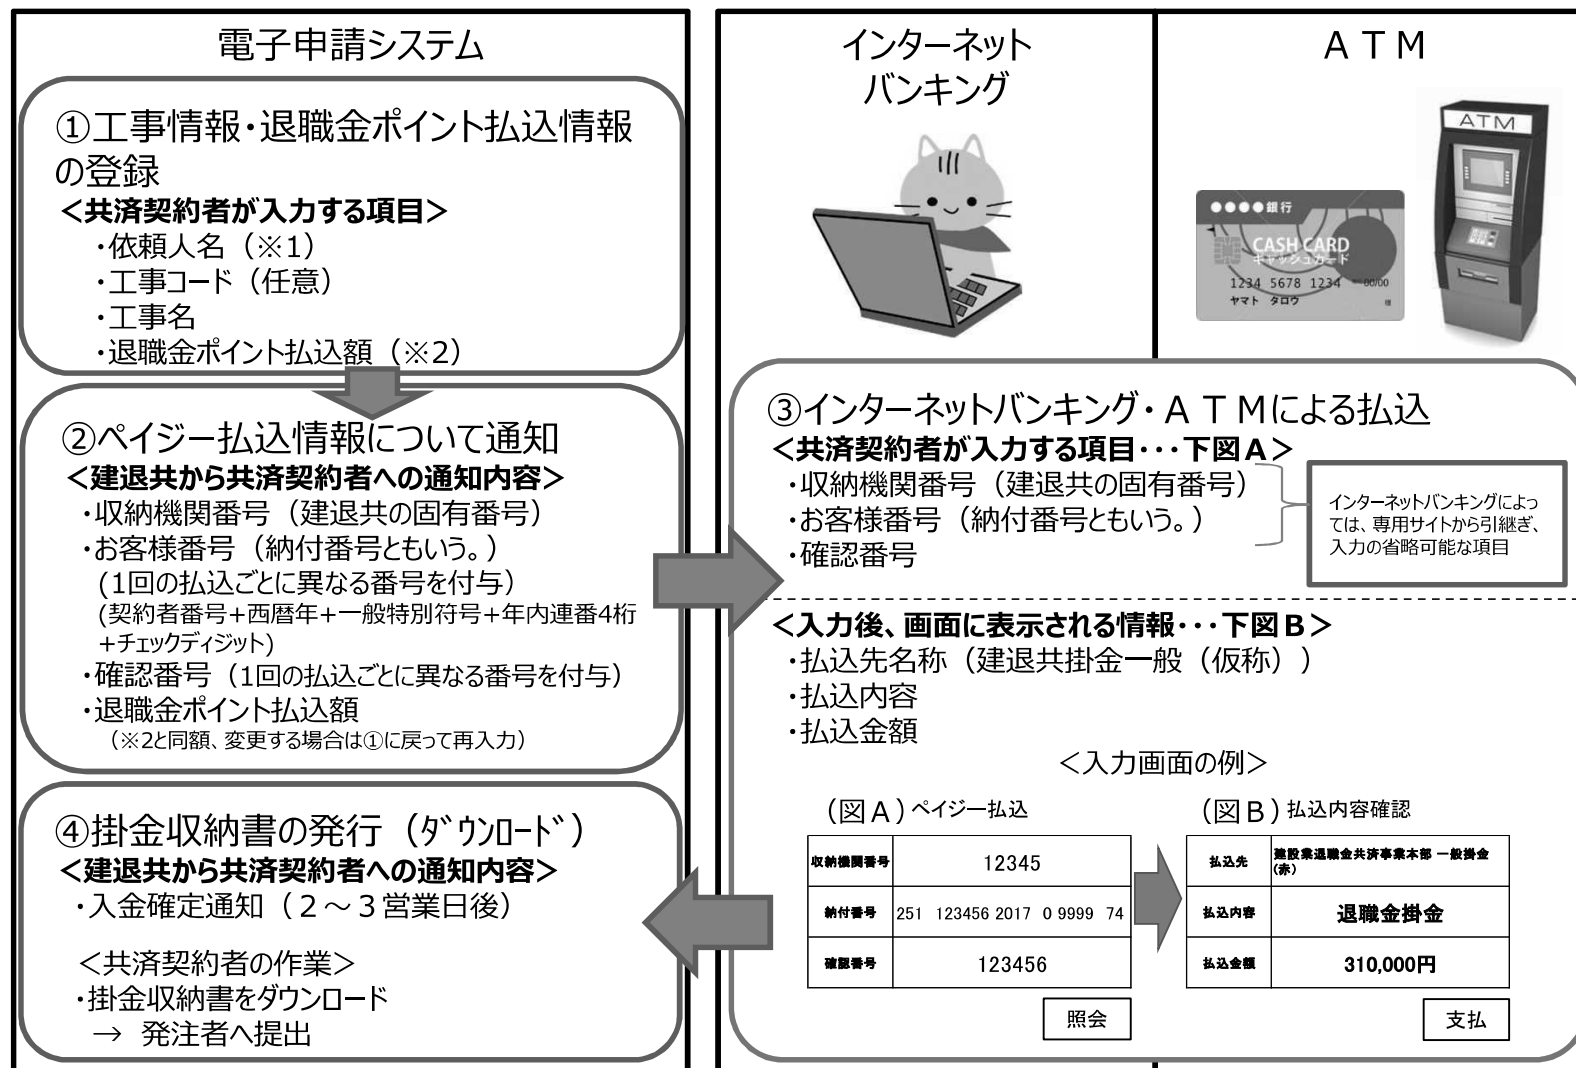 電子申請システム
①工事情報・退職金ポイント払込情報
の登録
＜共済契約者が入力する項目＞
・依頼人名（※1）
・工事コード（任意）
・工事名
・退職金ポイント払込額（※2）
②ペイジー払込情報について通知
＜建退共から共済契約者への通知内容＞
・収納機関番号（建退共の固有番号）
・お客様番号（納付番号ともいう。）
(1回の払込ごとに異なる番号を付与）
(契約者番号+西暦年+一般特別符号+年内連番4桁
+チェックディジット)
・確認番号（1回の払込ごとに異なる番号を付与）
・退職金ポイント払込額
（※2と同額、変更する場合は①に戻って再入力）
④掛金収納書の発行（ﾀﾞｳﾝﾛｰﾄﾞ）
＜建退共から共済契約者への通知内容＞
・入金確定通知（２～３営業日後）
＜共済契約者の作業＞
・掛金収納書をダウンロード
→ 発注者へ提出
インターネット
バンキング
ＡＴＭ
ATM
●●●●銀行
CASH CARD
キャッシュカード
1234 5678 1234 00/00
ヤマト タロウ
様
③インターネットバンキング・ＡＴＭによる払込
＜共済契約者が入力する項目・・・下図Ａ＞
・収納機関番号（建退共の固有番号）
・お客様番号（納付番号ともいう。）
・確認番号
インターネットバンキングによっ
ては、専用サイトから引継ぎ、
入力の省略可能な項目
＜入力後、画面に表示される情報・・・下図Ｂ＞
・払込先名称（建退共掛金一般（仮称））
・払込内容
・払込金額
＜入力画面の例＞
（図Ａ）ペイジー払込
収納機関番号 12345
納付番号 251 123456 2017 0 9999 74
確認番号 123456
照会
（図Ｂ）払込内容確認
払込先 建設業退職金共済事業本部 一般掛金
(赤)
払込内容 退職金掛金
払込金額 310,000円
支払